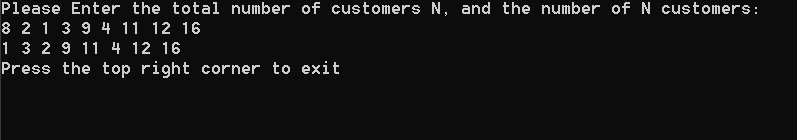 Please Enter the total number of customers N, and the number of N customers:
8 2 1 3 9 4 11 12 16
1 3 2 9 11 4 12 16
Press the top right corner to exit